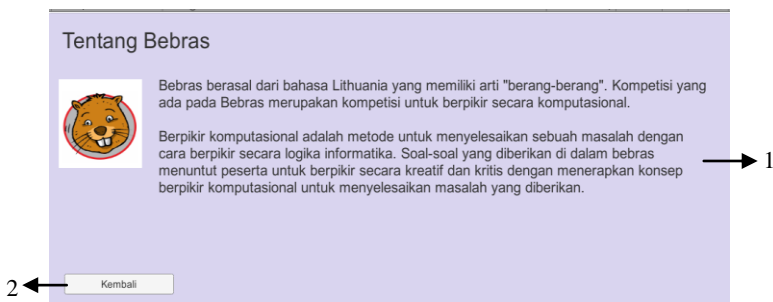 Tentang Bebras
Bebras berasal dari bahasa Lithuania yang memiliki arti "berang-berang". Kompetisi yang
ada pada Bebras merupakan kompetisi untuk berpikir secara komputasional.
Berpikir komputasional adalah metode untuk menyelesaikan sebuah masalah dengan
cara berpikir secara logika informatika. Soal-soal yang diberikan di dalam bebras
menuntut peserta untuk berpikir secara kreatif dan kritis dengan menerapkan konsep
berpikir komputasional untuk menyelesaikan masalah yang diberikan.
1
2
Kembali